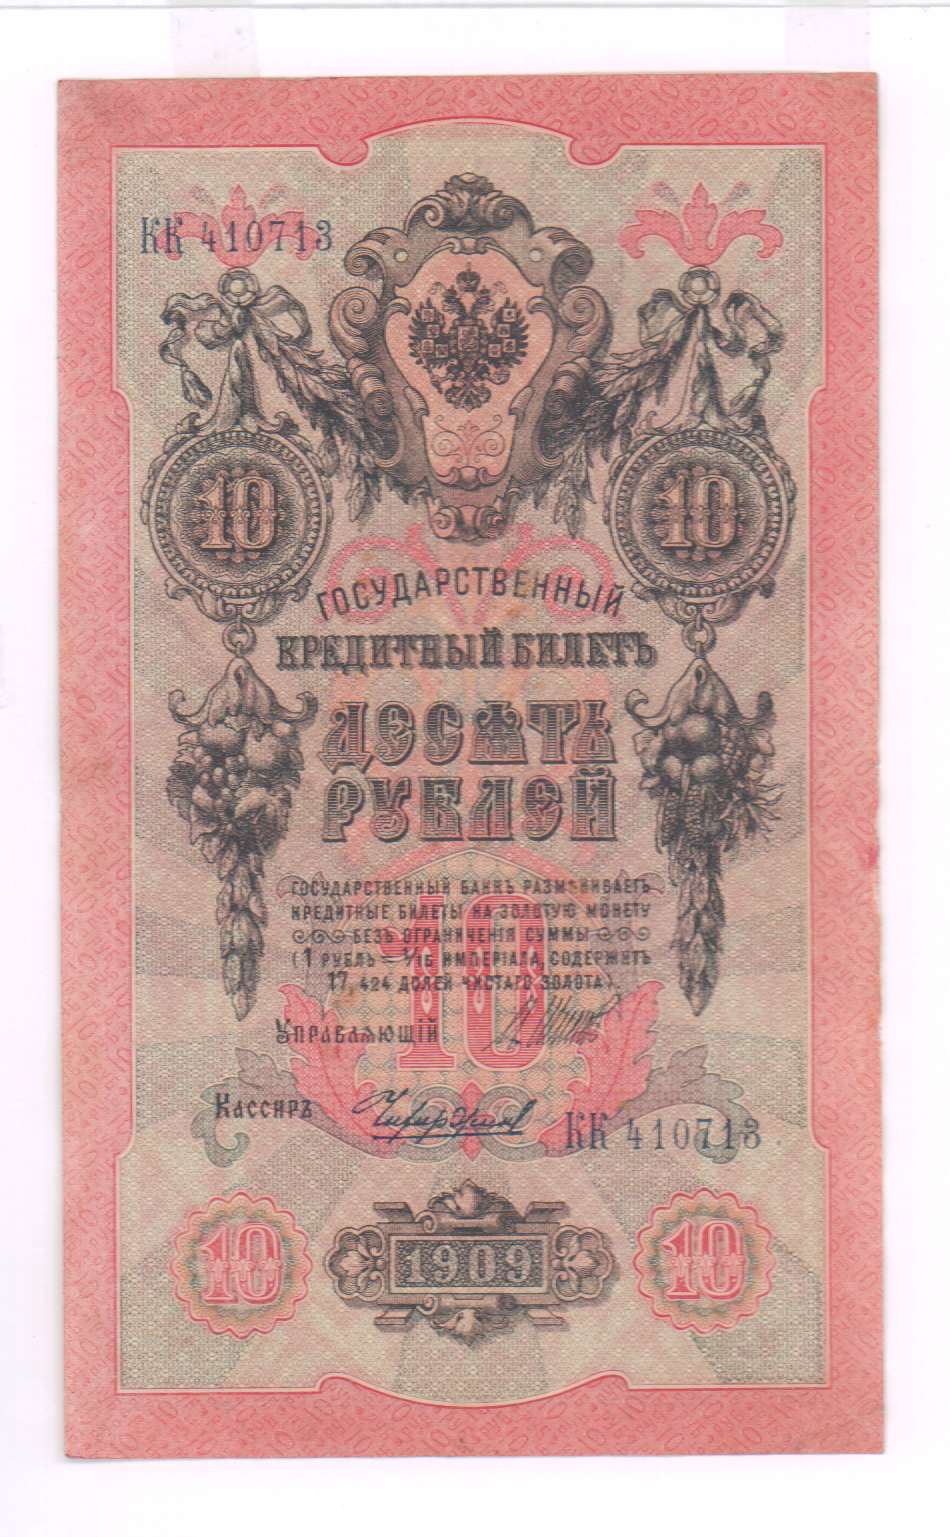 КК 410713
10 10
ГОСУДАРСТВЕННЫЙ
КРЕДИТНЫЙ БИЛЕТЪ
ДЕСЯТЬ
РУБЛЕЙ
ГОСУДАРСТВЕННЫЙ БАНКЪ РАЗМѢНИВАЕТЪ
КРЕДИТНЫЕ БИЛЕТЫ НА ЗОЛОТУЮ МОНЕТУ
БЕЗЪ ОГРАНИЧЕНІЯ СУММЫ
(1 РУБЛЬ = 1/15 ИМПЕРІАЛА, СОДЕРЖИТЪ
17,424 ДОЛЕЙ ЧИСТАГО ЗОЛОТА).
10
УПРАВЛЯЮЩІЙ
КАССИРЪ
КК 410713
10 1909 10